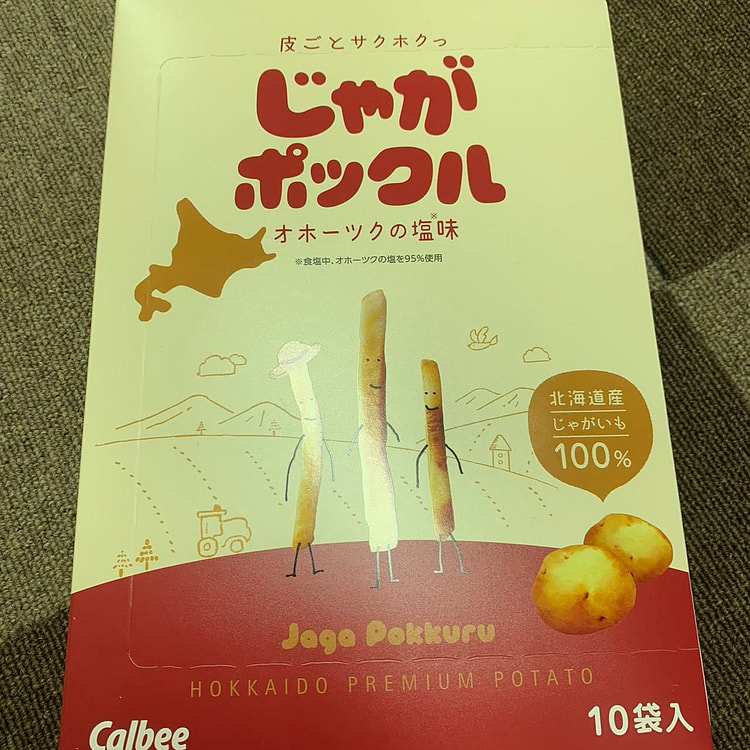 皮ごとサクホクっ
じゃが
ポックル
オホーツクの塩※味
※食塩中、オホーツクの塩を95%使用
北海道産
じゃがいも
100%
Jaga Pokkuru
HOKKAIDO PREMIUM POTATO
Calbee
10袋入